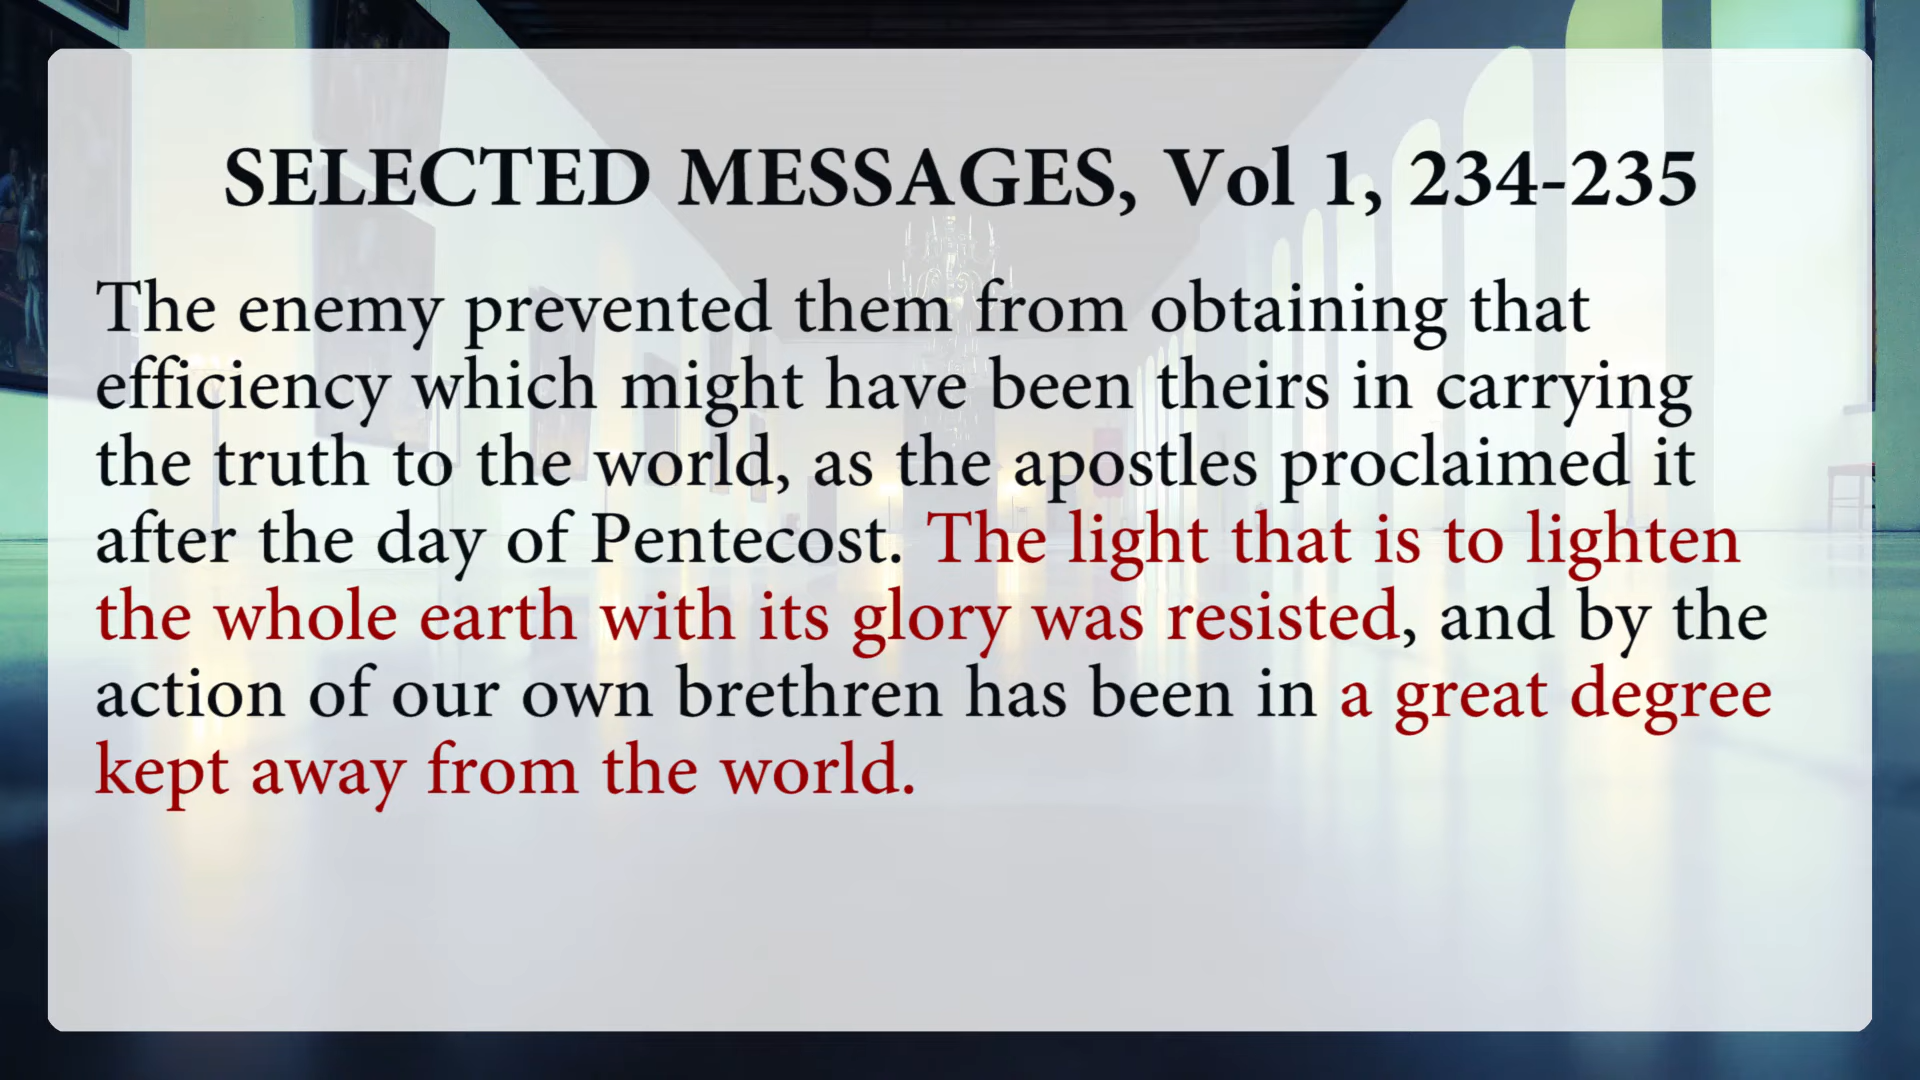 SELECTED MESSAGES, Vol 1, 234-235
The enemy prevented them from obtaining that
efficiency which might have been theirs in carrying
the truth to the world, as the apostles proclaimed it
after the day of Pentecost. The light that is to lighten
the whole earth with its glory was resisted, and by the
action of our own brethren has been in a great degree
kept away from the world.